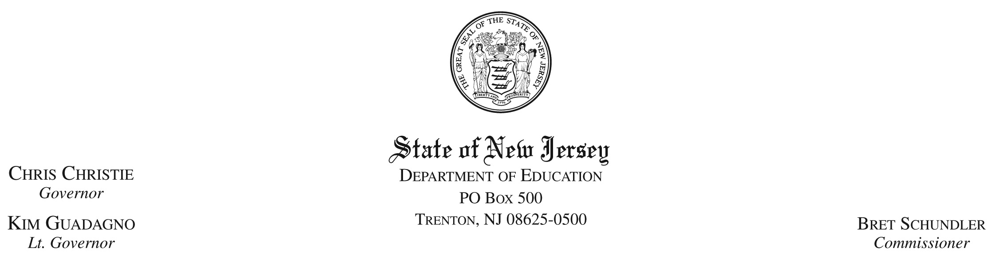 THE GREAT SEAL OF THE STATE OF NEW JERSEY
LIBERTY AND PROSPERITY
1776
State of New Jersey
DEPARTMENT OF EDUCATION
PO BOX 500
TRENTON, NJ 08625-0500
CHRIS CHRISTIE
Governor
KIM GUADAGNO
Lt. Governor
BRET SCHUNDLER
Commissioner